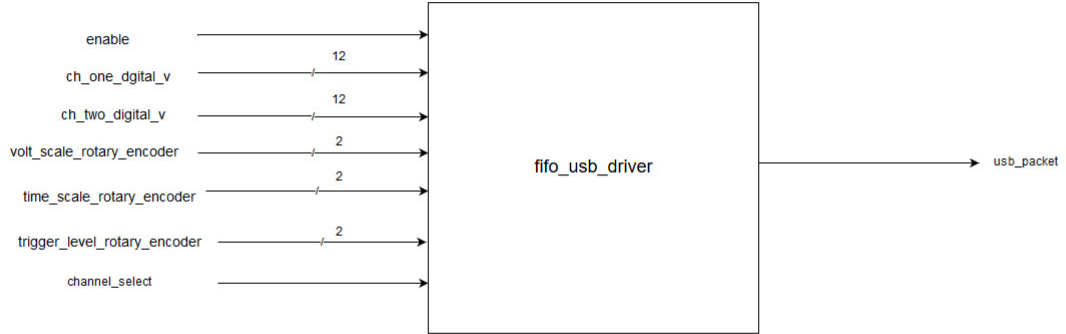 enable
12
ch_one_dgital_v
12
ch_two_digital_v
2
volt_scale_rotary_encoder
fifo_usb_driver
usb_packet
2
time_scale_rotary_encoder
2
trigger_level_rotary_encoder
channel_select